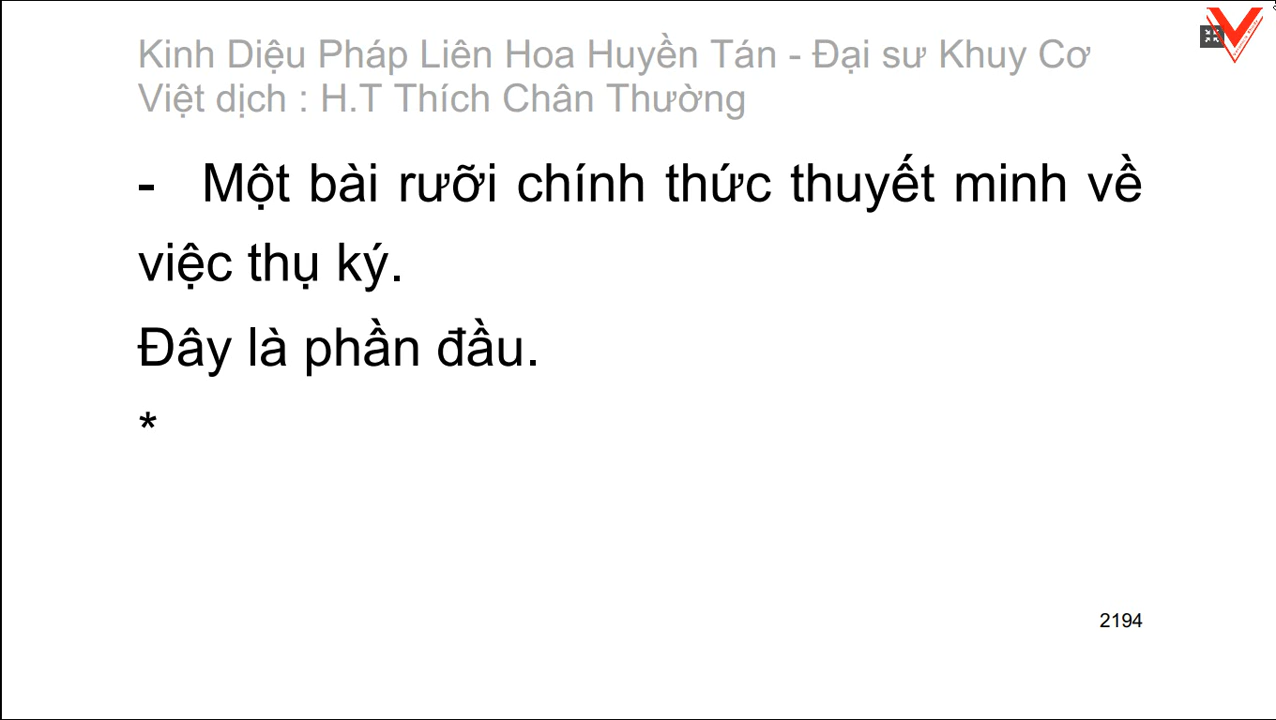 Kinh Diệu Pháp Liên Hoa Huyền Tán - Đại sư Khuy Cơ
Việt dịch : H.T Thích Chân Thường
- Một bài rưỡi chính thức thuyết minh về
việc thụ ký.
Đây là phần đầu.
*
2194